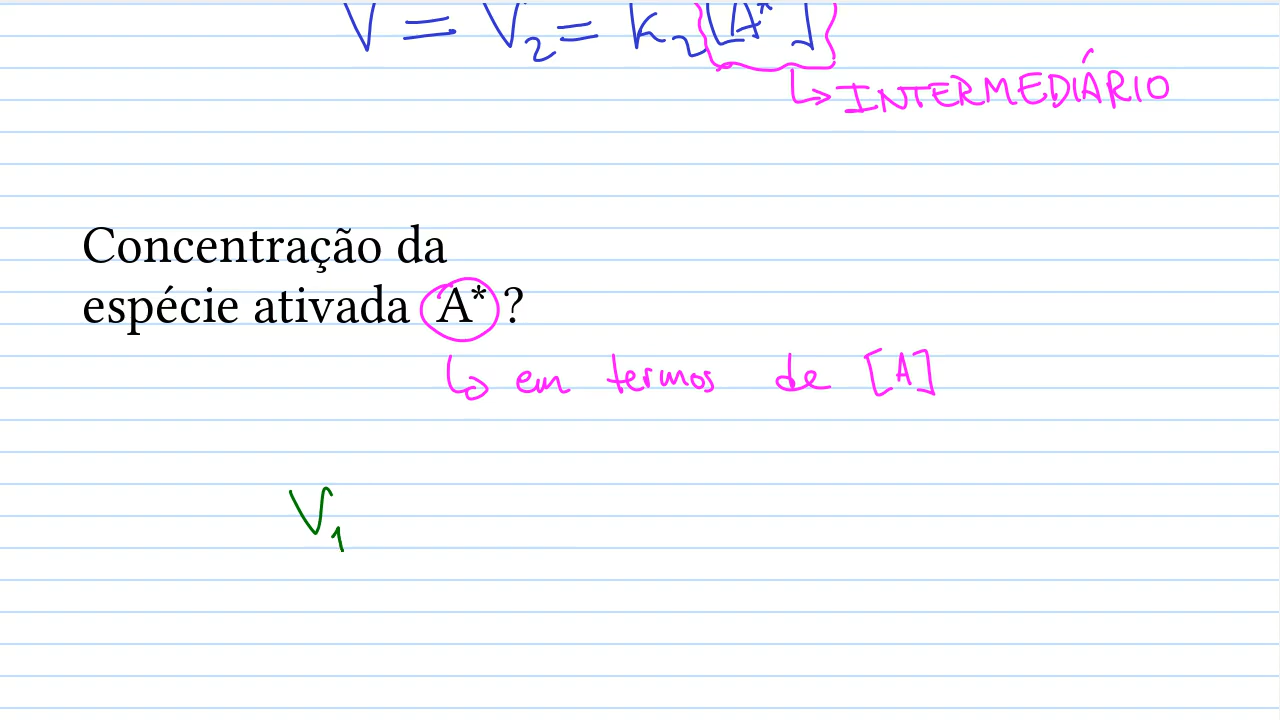 V = V₂ = k₂[A*]
↳ INTERMEDIÁRIO
Concentração da
espécie ativada A* ?
↳ em termos de [A]
V₁